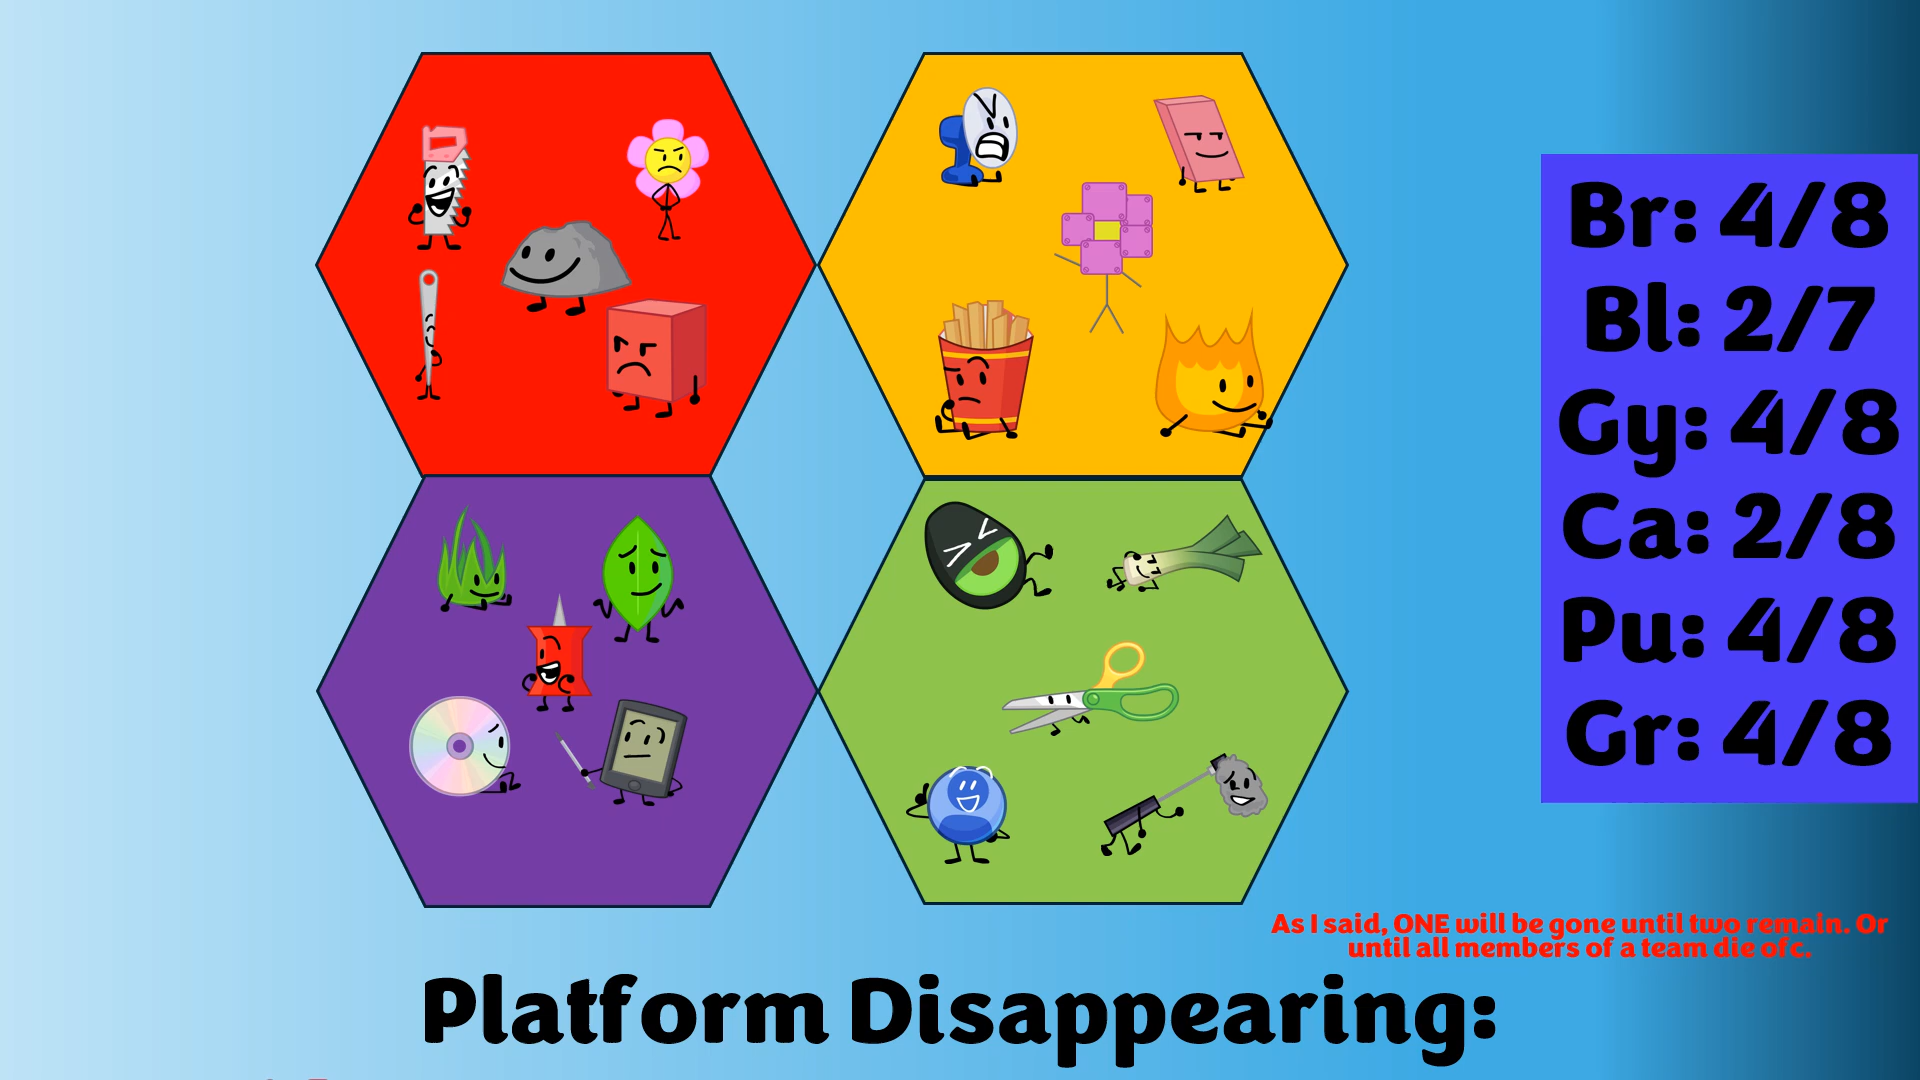 Br: 4/8
Bl: 2/7
Gy: 4/8
Ca: 2/8
Pu: 4/8
Gr: 4/8
As I said, ONE will be gone until two remain. Or
until all members of a team die ofc.
Platform Disappearing: